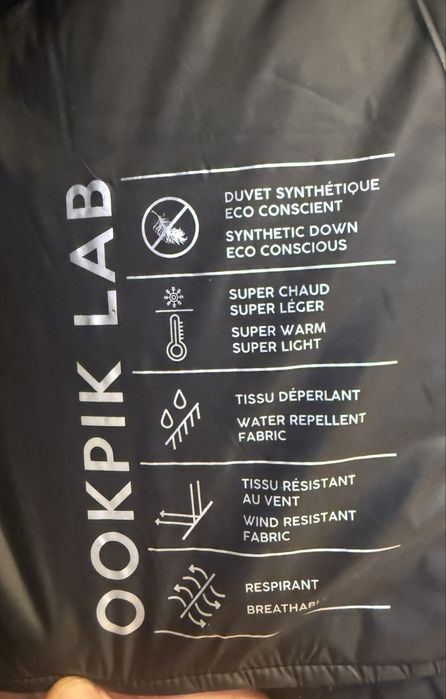 OOKPIK LAB
DUVET SYNTHÉTIQUE
ECO CONSCIENT
SYNTHETIC DOWN
ECO CONSCIOUS
SUPER CHAUD
SUPER LÉGER
SUPER WARM
SUPER LIGHT
TISSU DÉPERLANT
WATER REPELLENT
FABRIC
TISSU RÉSISTANT
AU VENT
WIND RESISTANT
FABRIC
RESPIRANT